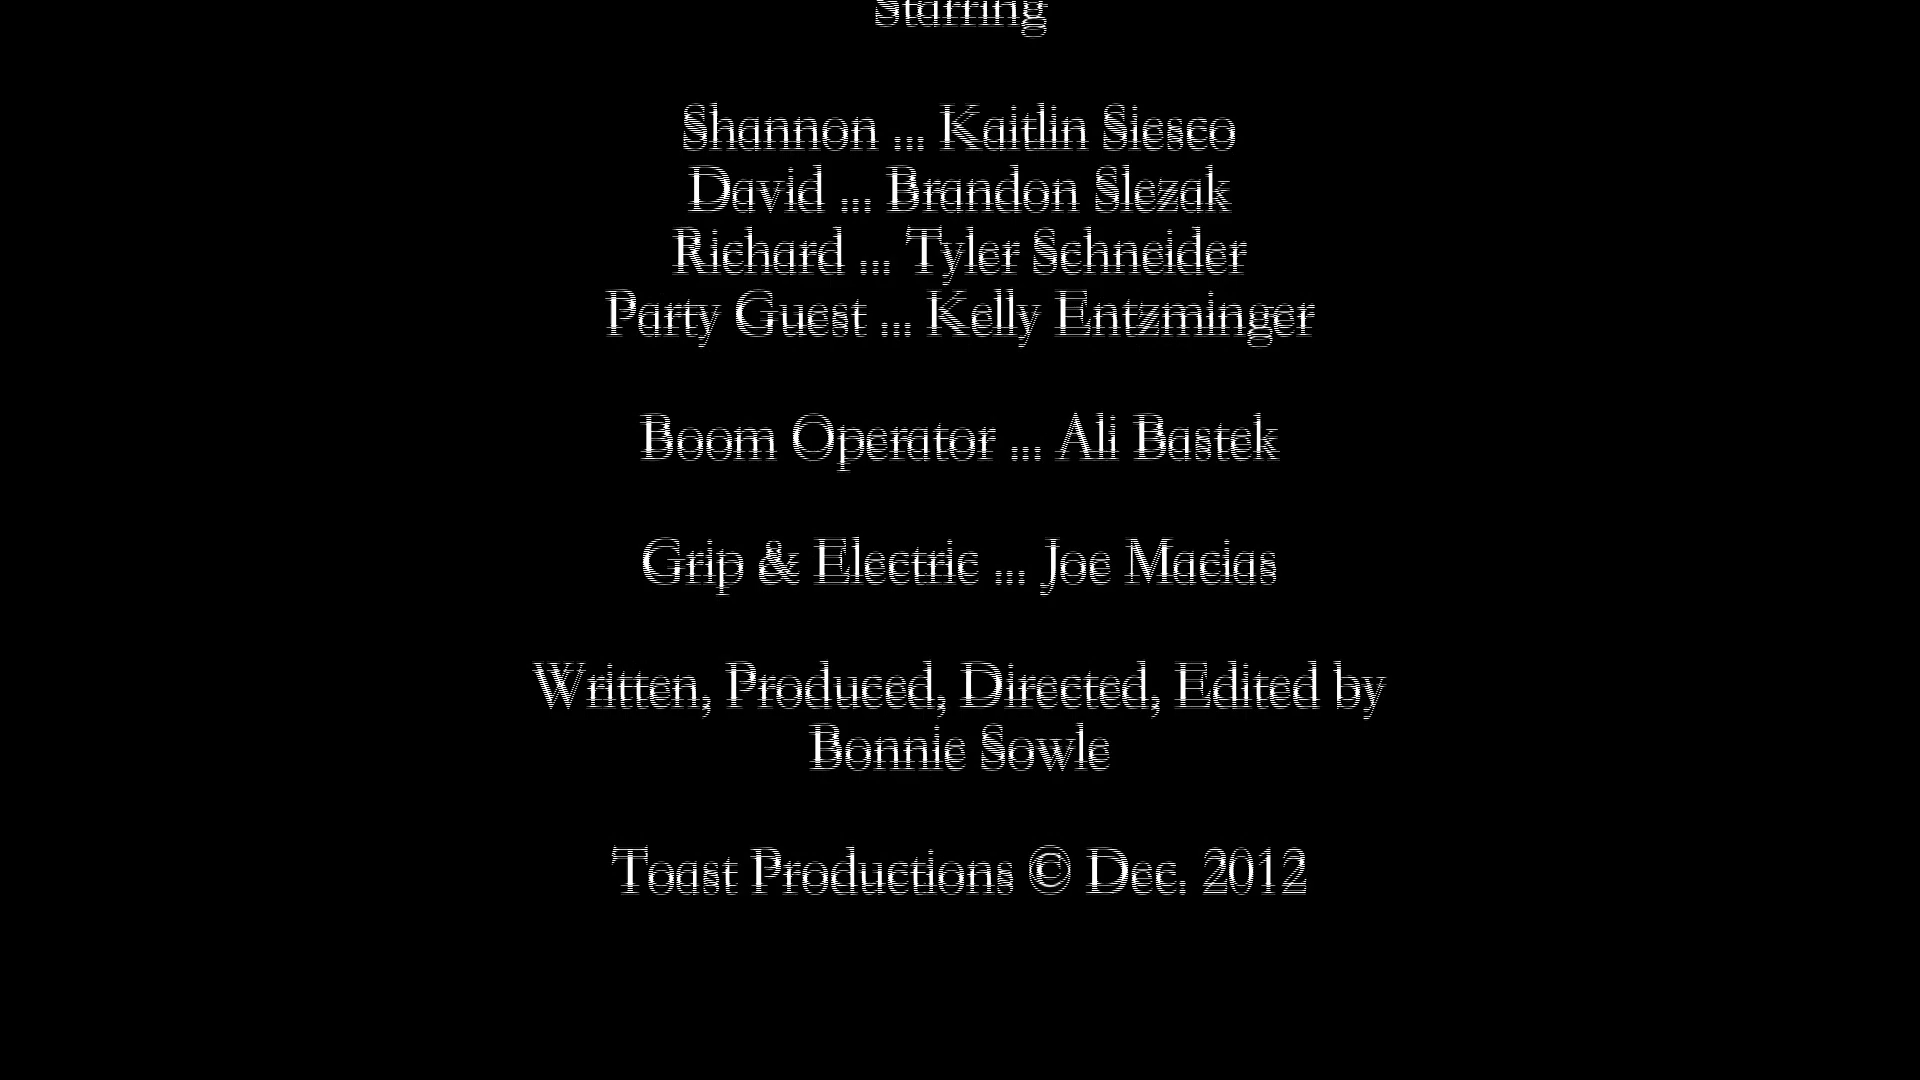 Starring
Shannon ... Kaitlin Siesco
David ... Brandon Slezak
Richard ... Tyler Schneider
Party Guest ... Kelly Entzminger
Boom Operator ... Ali Bastek
Grip & Electric ... Joe Macias
Written, Produced, Directed, Edited by
Bonnie Sowle
Toast Productions © Dec. 2012